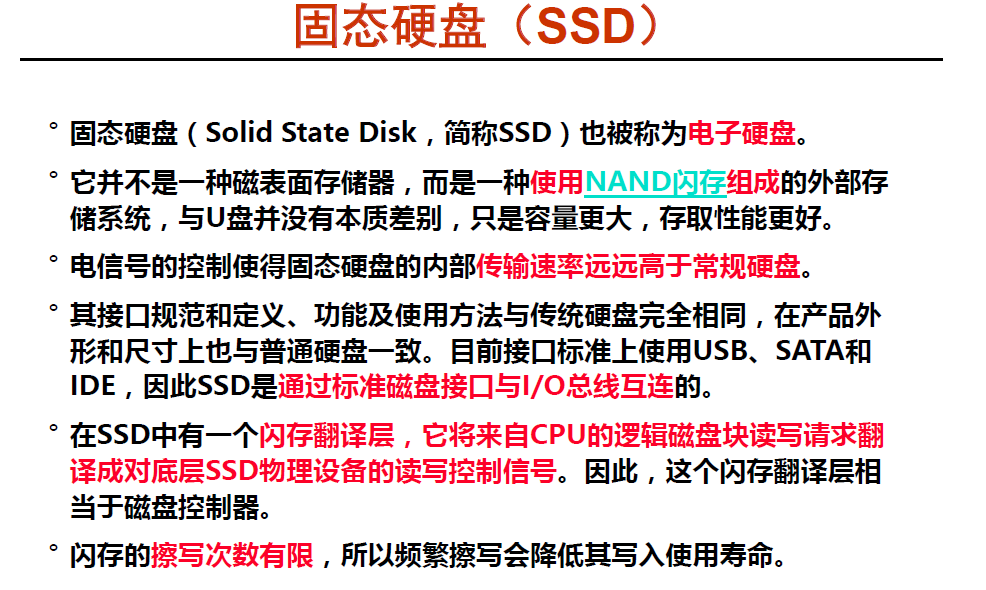 固态硬盘（SSD）
° 固态硬盘（Solid State Disk，简称SSD）也被称为电子硬盘。
° 它并不是一种磁表面存储器，而是一种使用NAND闪存组成的外部存
储系统，与U盘并没有本质差别，只是容量更大，存取性能更好。
° 电信号的控制使得固态硬盘的内部传输速率远远高于常规硬盘。
° 其接口规范和定义、功能及使用方法与传统硬盘完全相同，在产品外
形和尺寸上也与普通硬盘一致。目前接口标准上使用USB、SATA和
IDE，因此SSD是通过标准磁盘接口与I/O总线互连的。
° 在SSD中有一个闪存翻译层，它将来自CPU的逻辑磁盘块读写请求翻
译成对底层SSD物理设备的读写控制信号。因此，这个闪存翻译层相
当于磁盘控制器。
° 闪存的擦写次数有限，所以频繁擦写会降低其写入使用寿命。